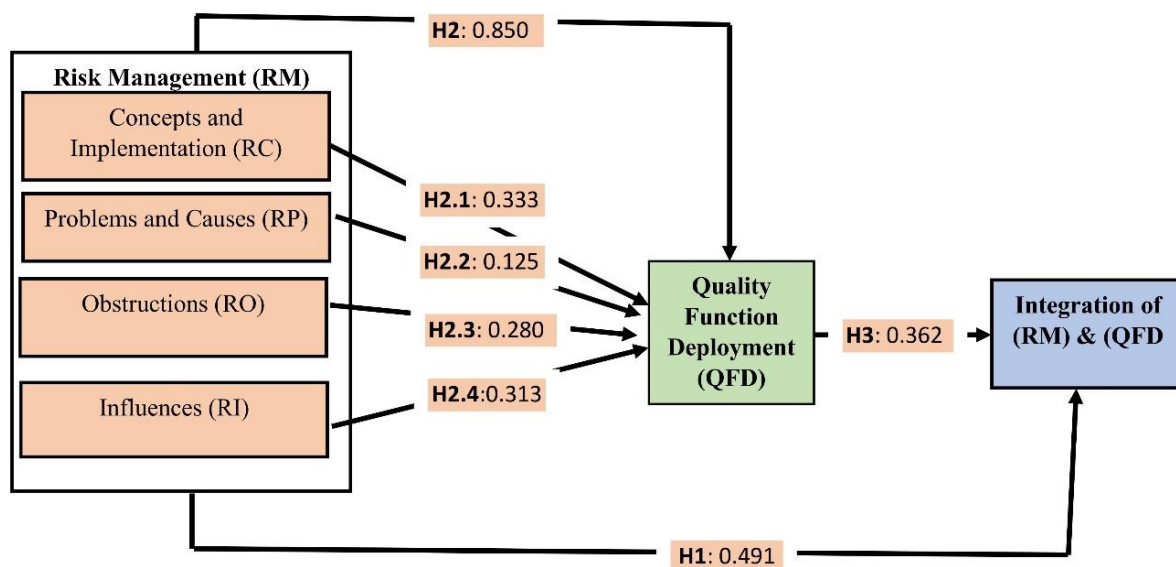 H2: 0.850
Risk Management (RM)
Concepts and
Implementation (RC)
Problems and Causes (RP)
Obstructions (RO)
Influences (RI)
H2.1: 0.333
H2.2: 0.125
H2.3: 0.280
H2.4:0.313
Quality
Function
Deployment
(QFD)
H3: 0.362
Integration of
(RM) & (QFD
H1: 0.491